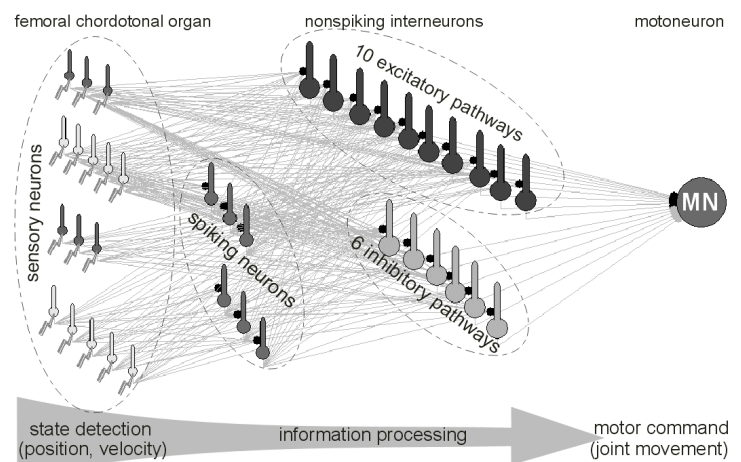 femoral chordotonal organ
nonspiking interneurons
motoneuron
10 excitatory pathways
sensory neurons
spiking neurons
6 inhibitory pathways
MN
state detection
(position, velocity)
information processing
motor command
(joint movement)